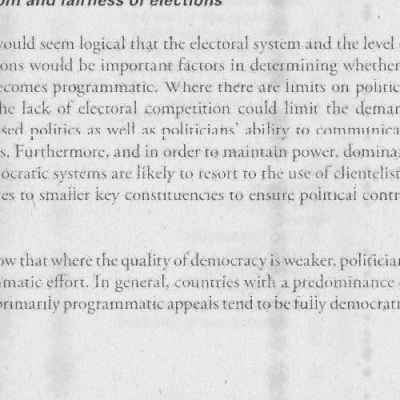 om and fairness of elections
would seem logical that the electoral system and the level
ons would be important factors in determining whether
ecomes programmatic. Where there are limits on politic
he lack of electoral competition could limit the deman
sed politics as well as politicians' ability to communica
s. Furthermore, and in order to maintain power, domina
ocratic systems are likely to resort to the use of clientelist
es to smaller key constituencies to ensure political contr
ow that where the quality of democracy is weaker, politician
matic effort. In general, countries with a predominance
primarily programmatic appeals tend to be fully democrati